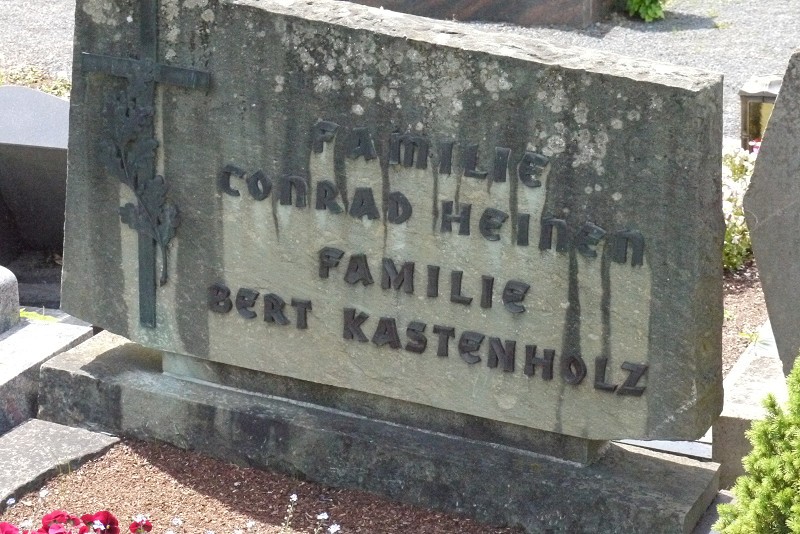 FAMILIE
CONRAD HEINEN
FAMILIE
BERT KASTENHOLZ